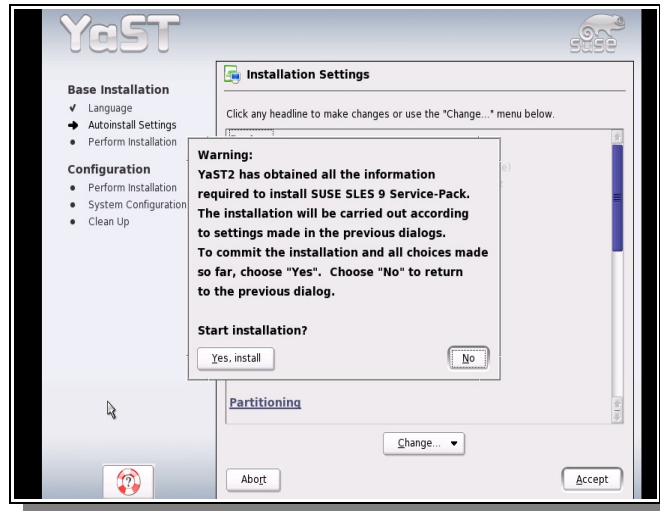 YaST
SUSE
Base Installation
Language
Autoinstall Settings
Perform Installation
Configuration
Perform Installation
System Configuration
Clean Up
Installation Settings
Click any headline to make changes or use the "Change..." menu below.
Warning:
YaST2 has obtained all the information
required to install SUSE SLES 9 Service-Pack.
The installation will be carried out according
to settings made in the previous dialogs.
To commit the installation and all choices made
so far, choose "Yes".  Choose "No" to return
to the previous dialog.
Start installation?
Yes, install
No
Partitioning
Change...
Abort
Accept